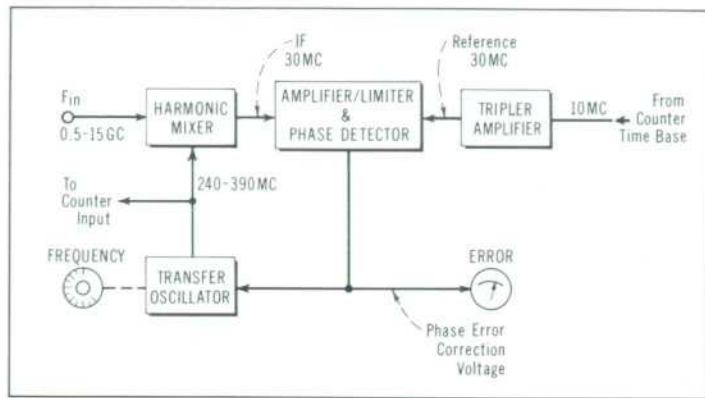 IF
30MC
Reference
30MC
Fin
0.5-15GC
HARMONIC
MIXER
AMPLIFIER/LIMITER
&
PHASE DETECTOR
TRIPLER
AMPLIFIER
10MC
From
Counter
Time Base
To
Counter
Input
240-390MC
FREQUENCY
TRANSFER
OSCILLATOR
ERROR
Phase Error
Correction
Voltage